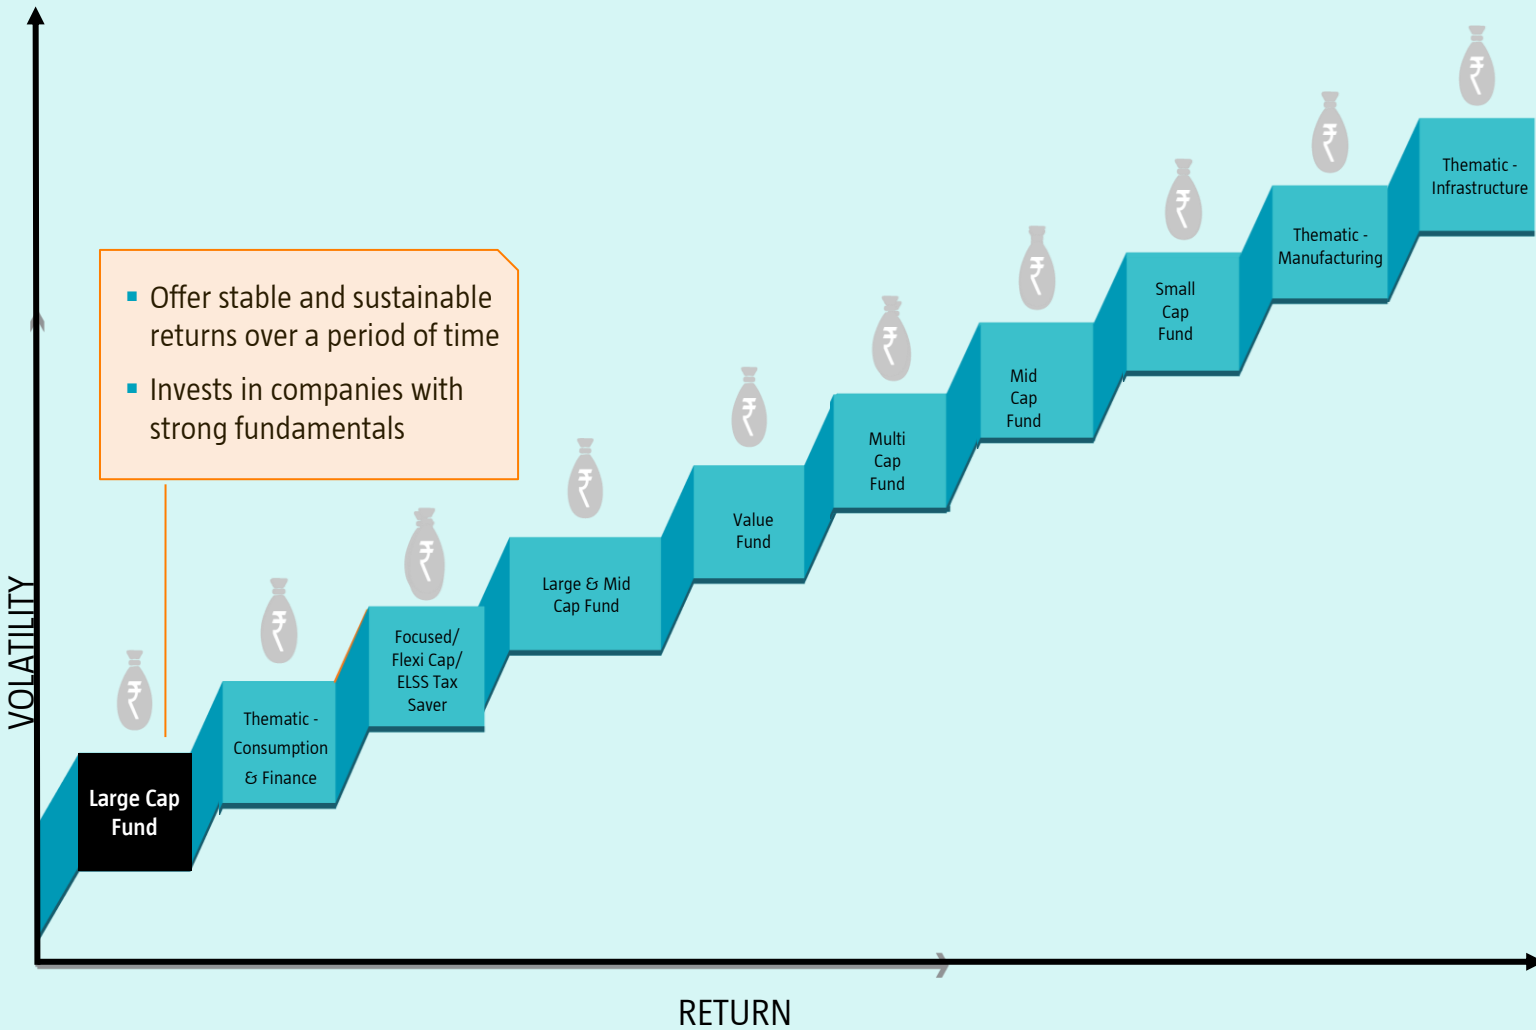 ₹
Thematic -
Infrastructure
₹
Thematic -
Manufacturing
₹
Small
Cap
Fund
₹
Mid
Cap
Fund
₹
Multi
Cap
Fund
₹
Value
Fund
₹
Large & Mid
Cap Fund
₹
Focused/
Flexi Cap/
ELSS Tax
Saver
₹
Thematic -
Consumption
& Finance
▪ Offer stable and sustainable
returns over a period of time
▪ Invests in companies with
strong fundamentals
₹
Large Cap
Fund
VOLATILITY
RETURN